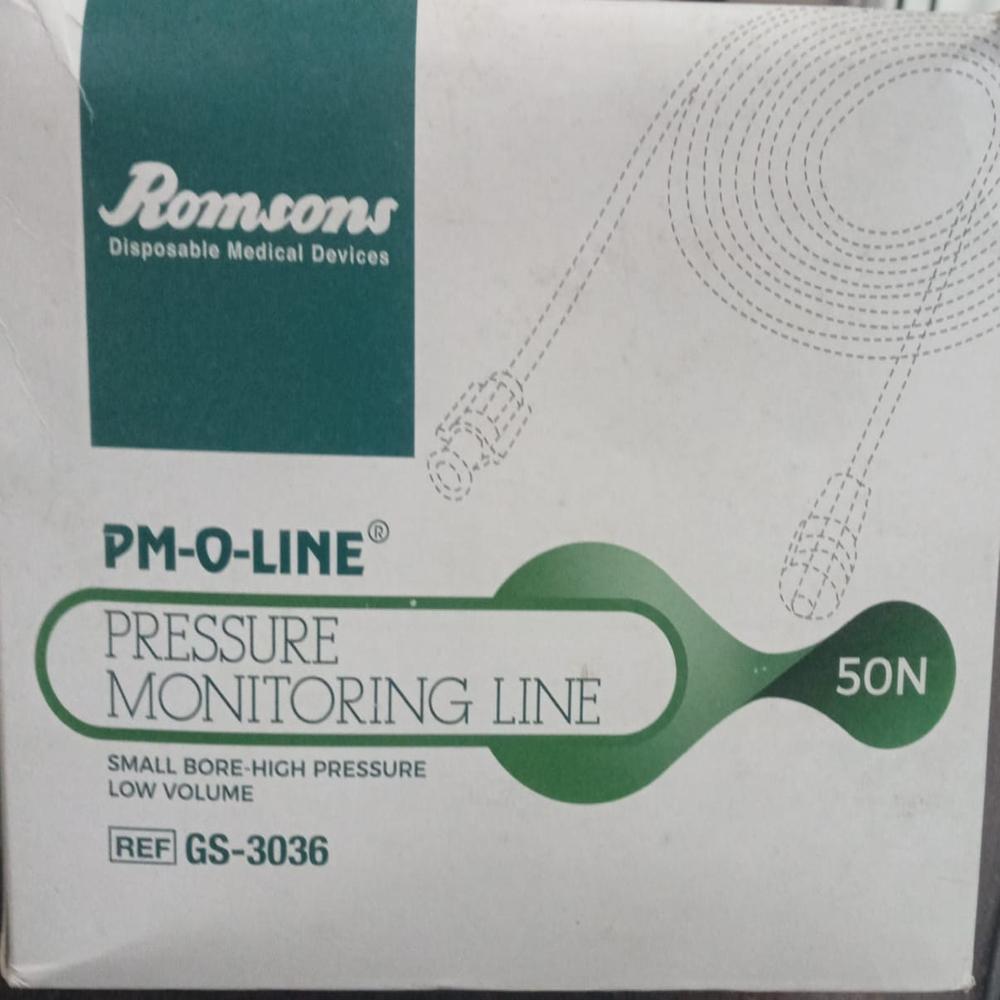 Romsons
Disposable Medical Devices
PM-O-LINE®
PRESSURE
MONITORING LINE
50N
SMALL BORE-HIGH PRESSURE
LOW VOLUME
REF GS-3036